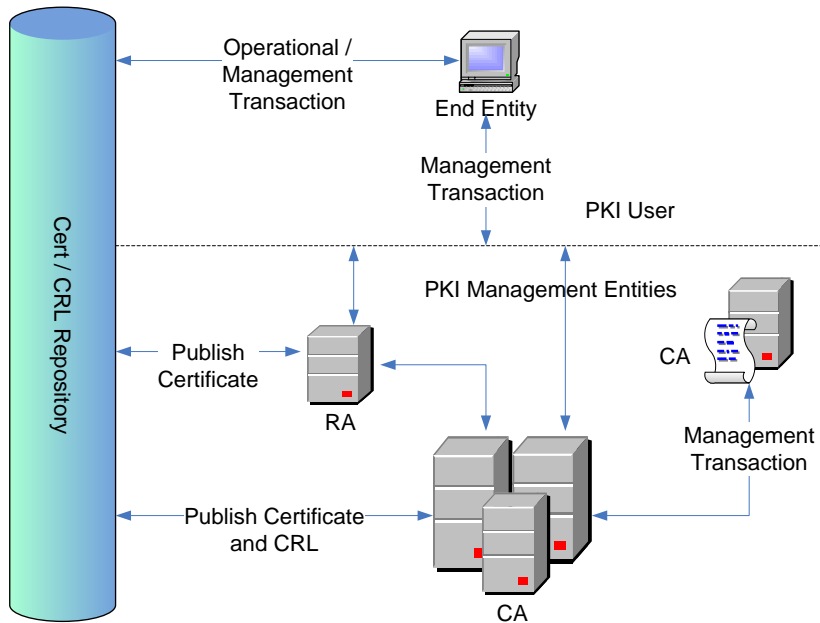 Operational /
Management
Transaction
End Entity
Management
Transaction
PKI User
Cert / CRL Repository
PKI Management Entities
Publish
Certificate
RA
CA
Management
Transaction
Publish Certificate
and CRL
CA